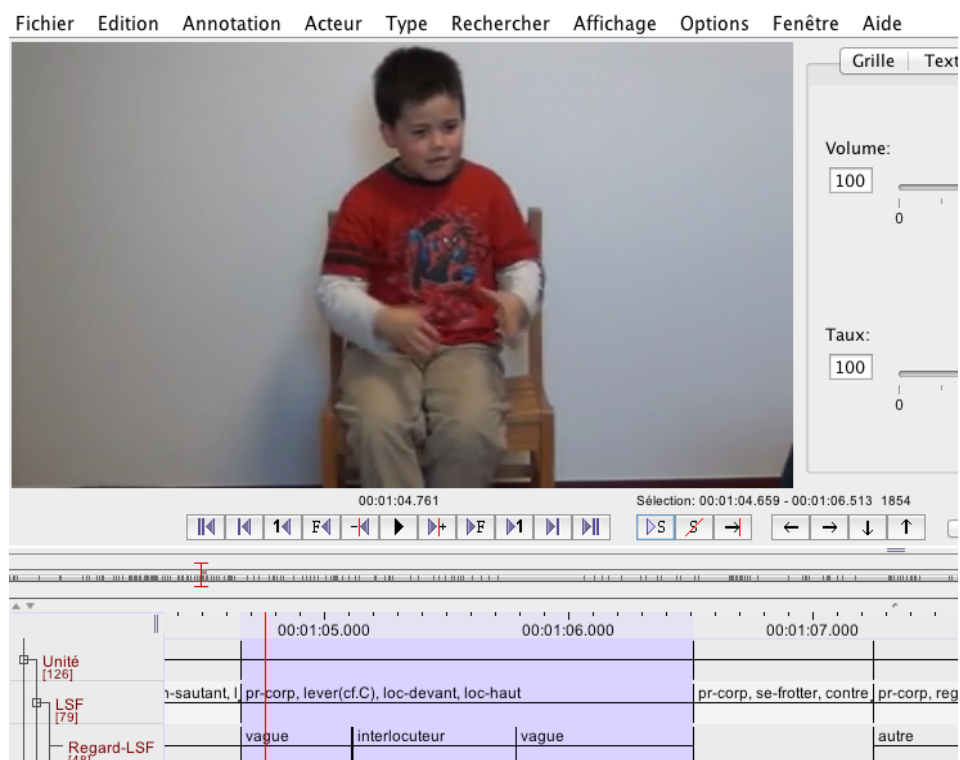 Fichier Edition Annotation Acteur Type Rechercher Affichage Options Fenêtre Aide
Grille Text
Volume:
100
0
Taux:
100
0
00:01:04.761
Sélection: 00:01:04.659 - 00:01:06.513 1854
1 F + F 1 S S
00:01:05.000 00:01:06.000 00:01:07.000
Unité
[126]
n-sautant, l pr-corp, lever(cf.C), loc-devant, loc-haut pr-corp, se-frotter, contre pr-corp, reg
LSF
[79]
vague interlocuteur vague autre
Regard-LSF
[48]